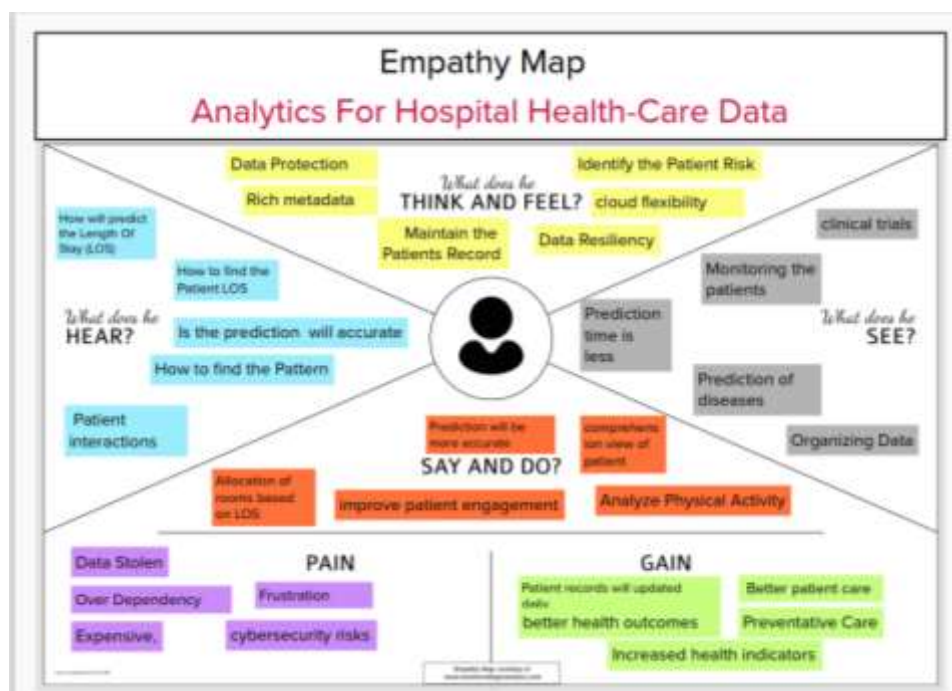 Empathy Map
Analytics For Hospital Health-Care Data
Data Protection
Identify the Patient Risk
What does he
THINK AND FEEL?
Rich metadata
cloud flexibility
Maintain the
Patients Record
Data Resiliency
How will predict
the Length Of
Stay (LOS)
How to find the
Patient LOS
What does he
HEAR?
Is the prediction will accurate
How to find the Pattern
Patient
interactions
clinical trials
Monitoring the
patients
Prediction
time is
less
What does he
SEE?
Prediction of
diseases
Organizing Data
Prediction will be
more accurate
comprehens
ion view of
patient
SAY AND DO?
Allocation of
rooms based
on LOS
improve patient engagement
Analyze Physical Activity
PAIN
Data Stolen
Over Dependency
Frustration
Expensive,
cybersecurity risks
GAIN
Patient records will updated
daily
better health outcomes
Better patient care
Preventative Care
Increased health indicators